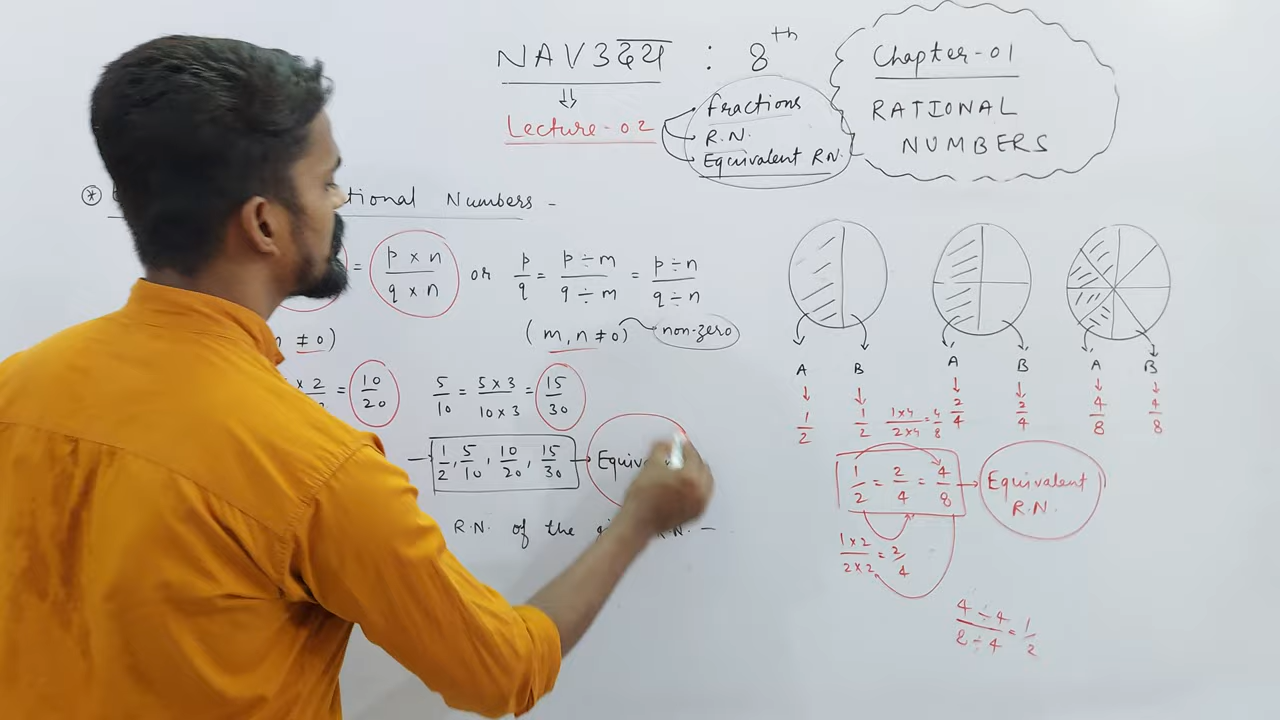 NAV3दय : 8th
⇓
Lecture-02
fractions
R.N.
Equivalent R.N.
Chapter-01
RATIONAL
NUMBERS
Numbers -
= p × n / q × n or p/q = p ÷ m / q ÷ m = p ÷ n / q ÷ n
≠ 0) (m, n ≠ 0) non-zero
× 2 = 10/20 5/10 = 5 × 3 / 10 × 3 = 15/30
1/2, 5/10, 10/20, 15/30 →
R.N. of the R.N. -
A B A B A B
1/2 1/2 1×4/2×4 = 4/8 2/4 2/4 4/8 4/8
1/2 = 2/4 = 4/8 → Equivalent
R.N.
1×2/2×2 = 2/4
4 ÷ 4 / 8 ÷ 4 = 1/2